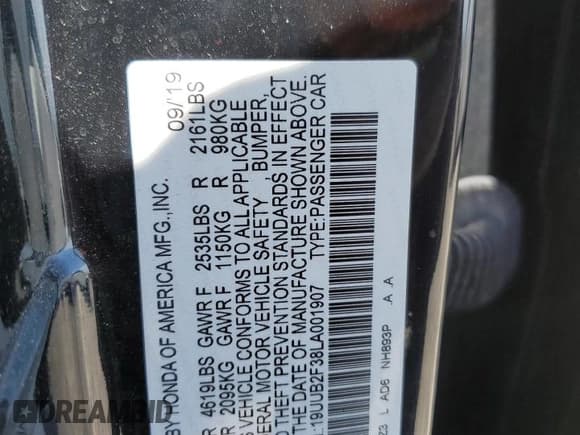 BY HONDA OF AMERICA MFG.,INC. 09/'19
4619LBS GAWR F 2535LBS R 2161LBS
2095KG GAWR F 1150KG R 980KG
VEHICLE CONFORMS TO ALL APPLICABLE
MOTOR VEHICLE SAFETY BUMPER,
THEFT PREVENTION STANDARDS IN EFFECT
DATE OF MANUFACTURE SHOWN ABOVE.
19UUB2F38LA001907 TYPE:PASSENGER CAR
L AD6 NH893P .A .A
DREAMBID